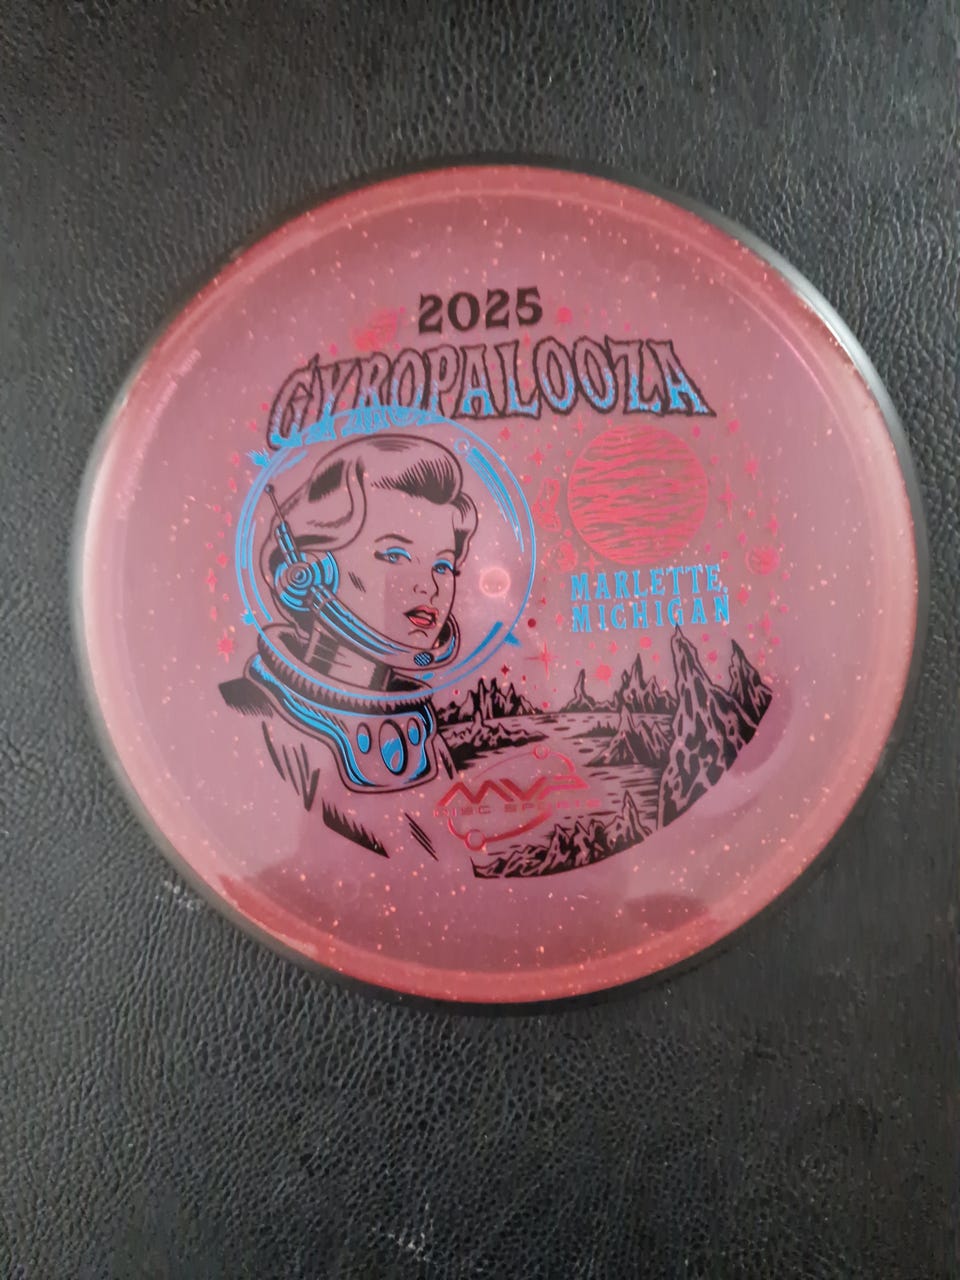 2025
GYROPALOOZA
MARLETTE,
MICHIGAN
MVP
DISC SPORTS